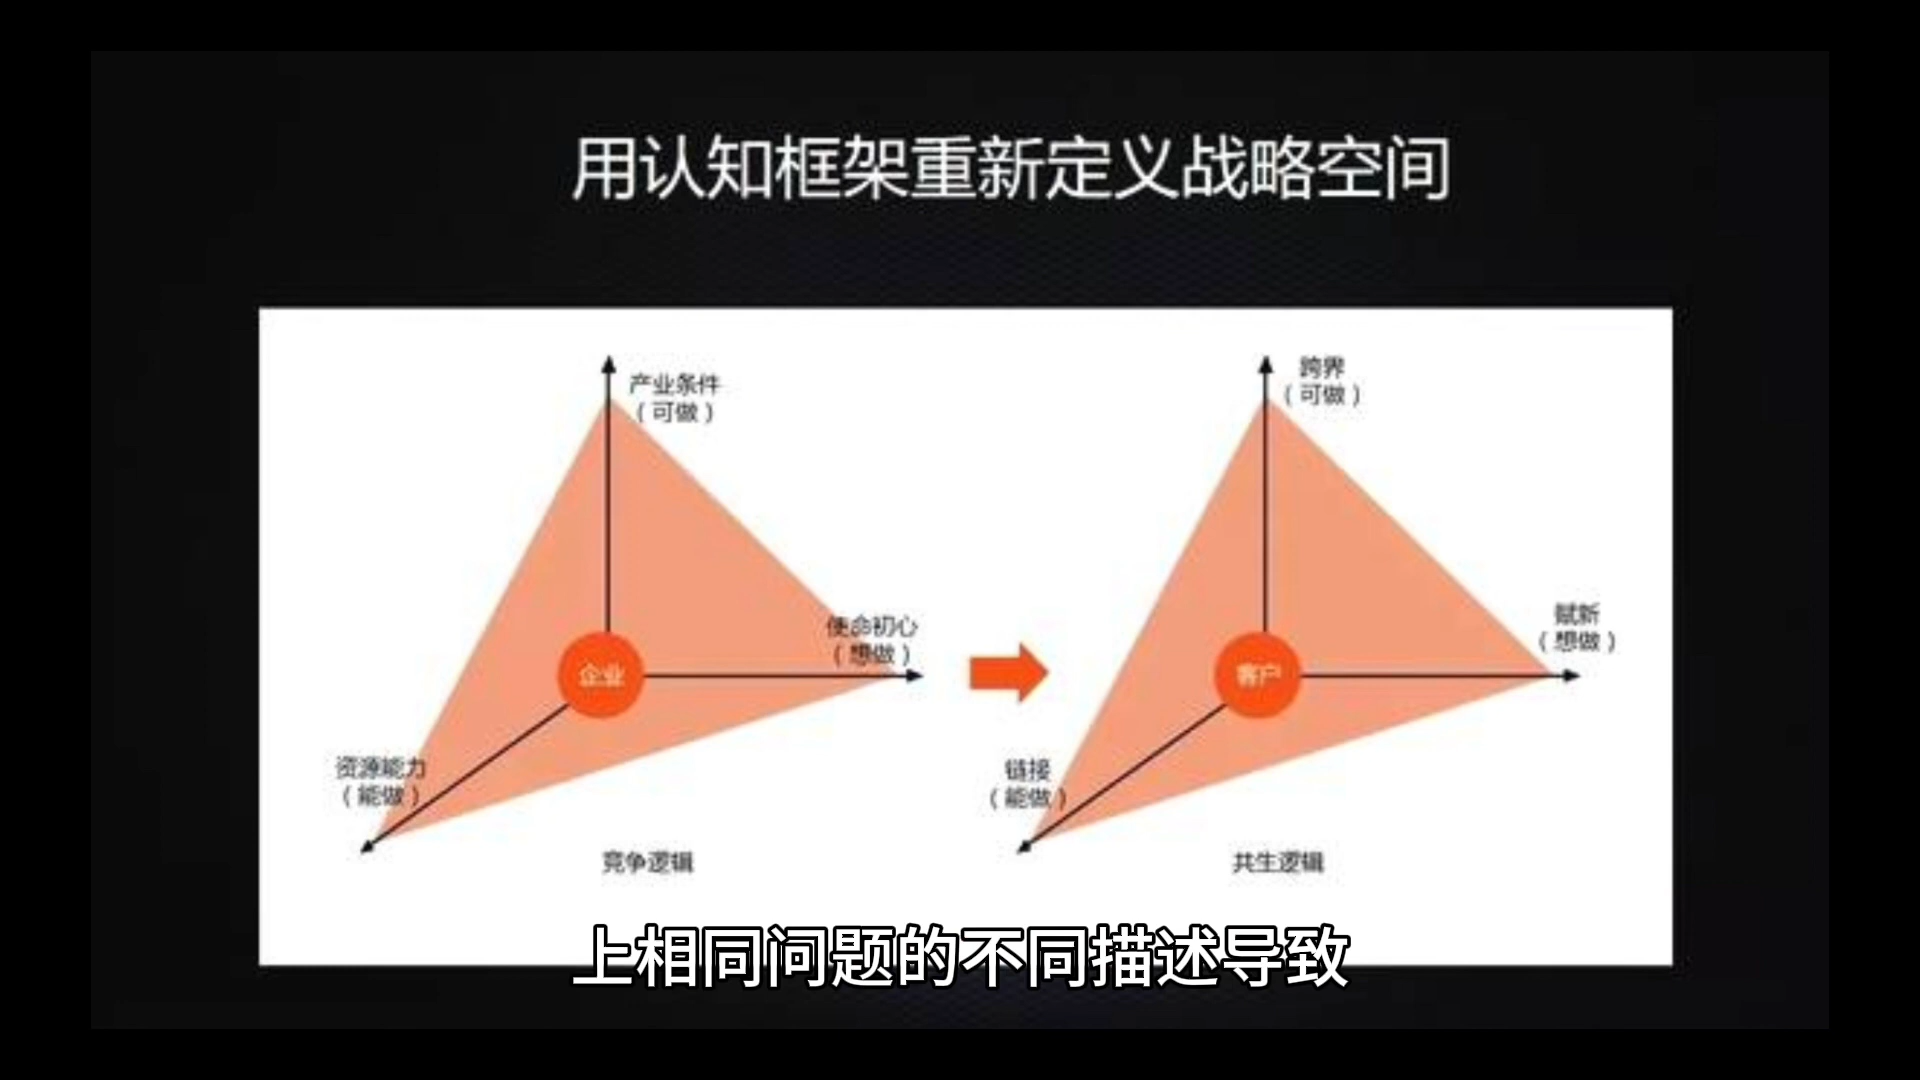 用认知框架重新定义战略空间
产业条件
（可做）
使命初心
（想做）
企业
资源能力
（能做）
竞争逻辑
跨界
（可做）
赋新
（想做）
客户
链接
（能做）
共生逻辑
上相同问题的不同描述导致